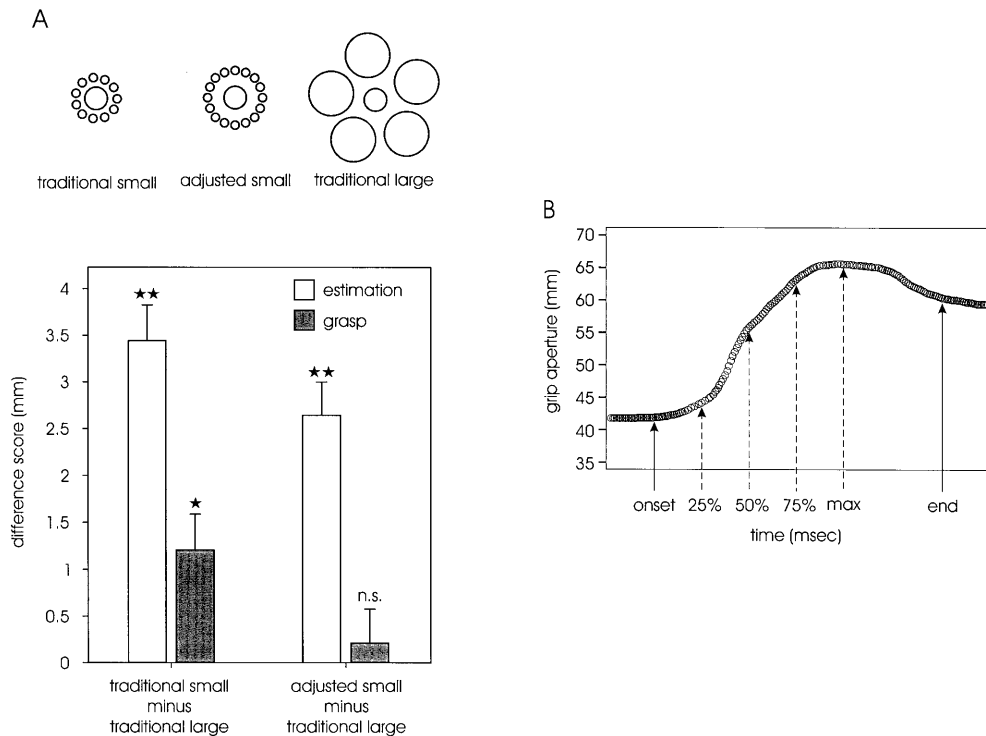 A
traditional small
adjusted small
traditional large
difference score (mm)
4
3.5
3
2.5
2
1.5
1
0.5
0
★★
★
★★
n.s.
estimation
grasp
traditional small
minus
traditional large
adjusted small
minus
traditional large
B
grip aperture (mm)
70
65
60
55
50
45
40
35
onset
25%
50%
75%
max
end
time (msec)